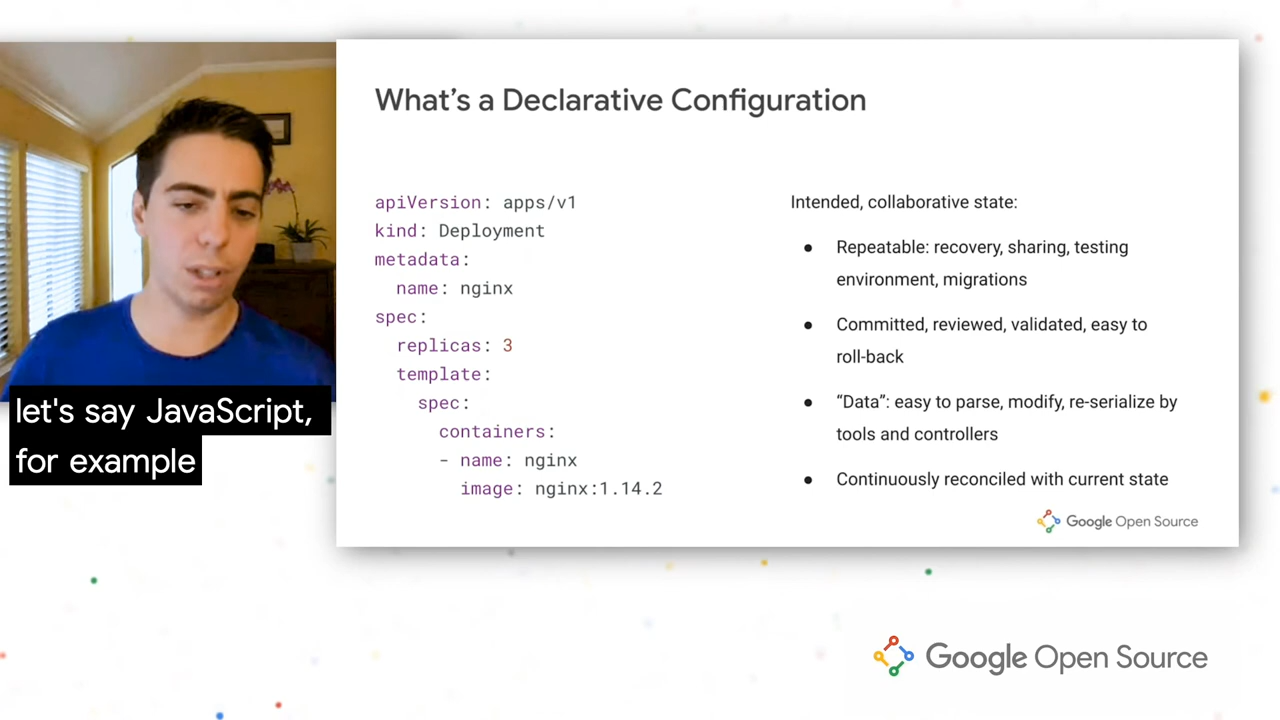 What's a Declarative Configuration
apiVersion: apps/v1
kind: Deployment
metadata:
name: nginx
spec:
replicas: 3
template:
spec:
containers:
- name: nginx
image: nginx:1.14.2
Intended, collaborative state:
● Repeatable: recovery, sharing, testing
environment, migrations
● Committed, reviewed, validated, easy to
roll-back
● “Data”: easy to parse, modify, re-serialize by
tools and controllers
● Continuously reconciled with current state
Google Open Source
let's say JavaScript,
for example
Google Open Source